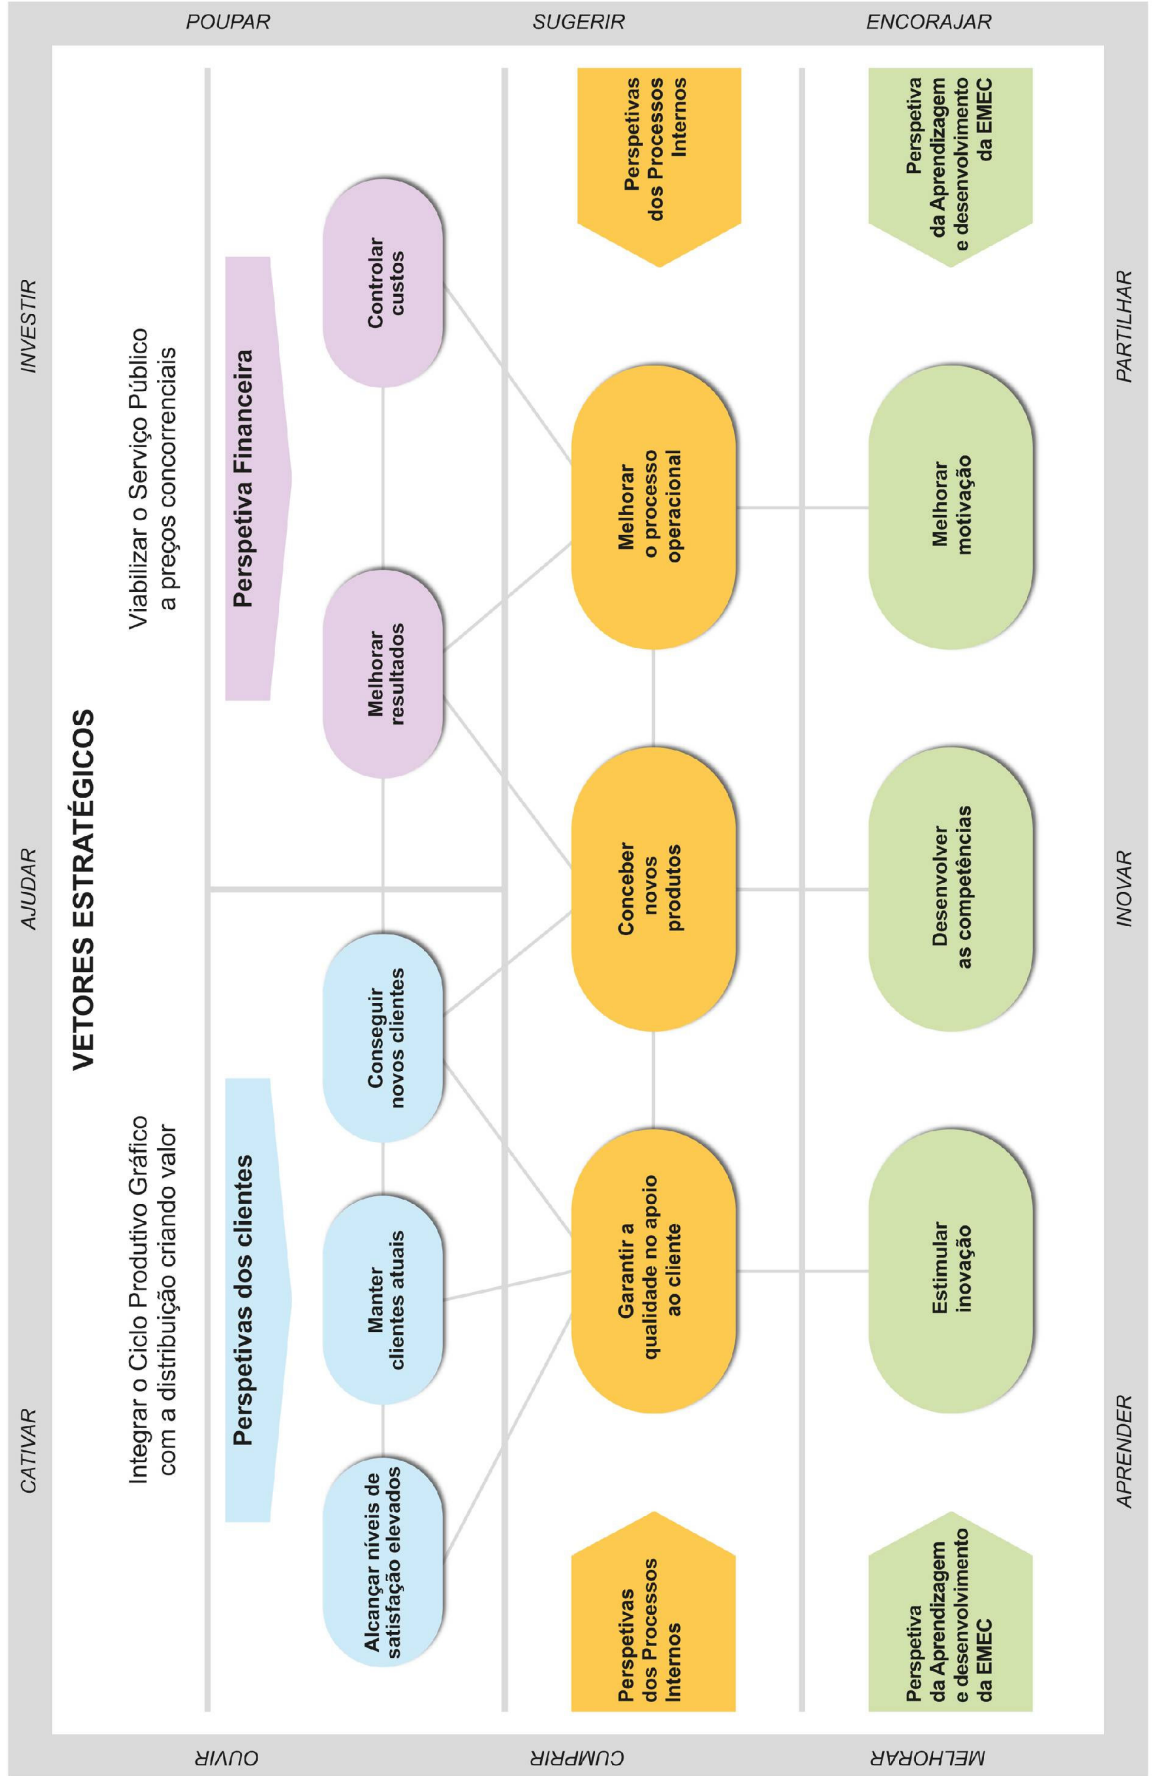 CATIVAR
AJUDAR
INVESTIR
OUVIR
CUMPRIR
MELHORAR
POUPAR
SUGERIR
ENCORAJAR
VETORES ESTRATÉGICOS
Integrar o Ciclo Produtivo Gráfico
com a distribuição criando valor
Viabilizar o Serviço Público
a preços concorrenciais
Perspetivas dos clientes
Perspetiva Financeira
Alcançar níveis de
satisfação elevados
Manter
clientes atuais
Conseguir
novos clientes
Melhorar
resultados
Controlar
custos
Perspetivas
dos Processos
Internos
Garantir a
qualidade no apoio
ao cliente
Conceber
novos
produtos
Melhorar
o processo
operacional
Perspetivas
dos Processos
Internos
Perspetiva
da Aprendizagem
e desenvolvimento
da EMEC
Estimular
inovação
Desenvolver
as competências
Melhorar
motivação
Perspetiva
da Aprendizagem
e desenvolvimento
da EMEC
APRENDER
INOVAR
PARTILHAR